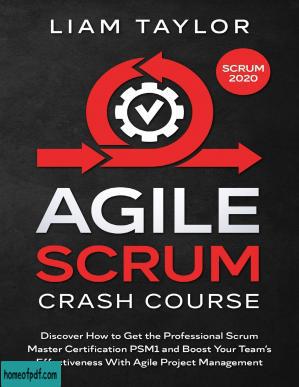 LIAM TAYLOR
SCRUM
2020
AGILE
SCRUM
CRASH COURSE
Discover How to Get the Professional Scrum
Master Certification PSM1 and Boost Your Team's
Effectiveness With Agile Project Management
homeofpdf.com